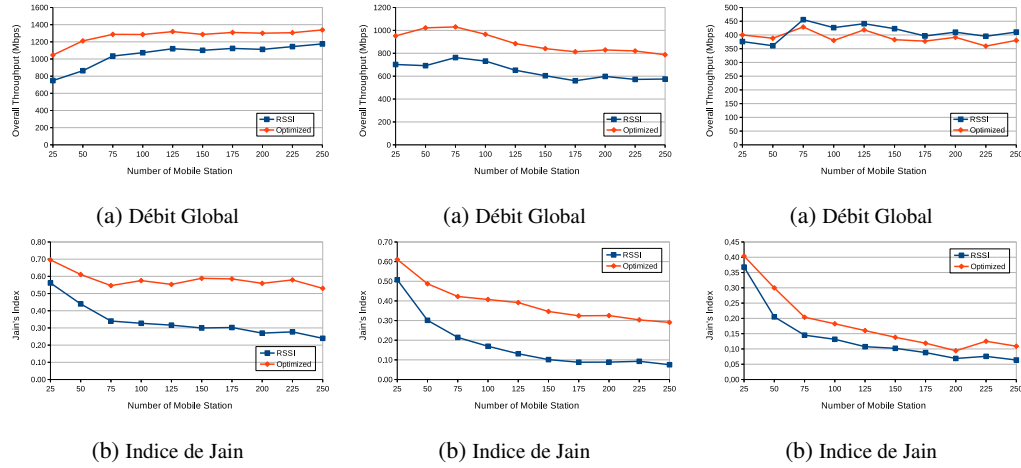 Overall Throughput (Mbps)
1600
1400
1200
1000
800
600
400
200
0
RSSI
Optimized
25 50 75 100 125 150 175 200 225 250
Number of Mobile Station
(a) Débit Global
Overall Throughput (Mbps)
1200
1000
800
600
400
200
0
RSSI
Optimized
25 50 75 100 125 150 175 200 225 250
Number of Mobile Station
(a) Débit Global
Overall Throughput (Mbps)
500
450
400
350
300
250
200
150
100
50
0
RSSI
Optimized
25 50 75 100 125 150 175 200 225 250
Number of Mobile Station
(a) Débit Global
Jain's Index
0.80
0.70
0.60
0.50
0.40
0.30
0.20
0.10
0.00
RSSI
Optimized
25 50 75 100 125 150 175 200 225 250
Number of Mobile Station
(b) Indice de Jain
Jain's Index
0.70
0.60
0.50
0.40
0.30
0.20
0.10
0.00
RSSI
Optimized
25 50 75 100 125 150 175 200 225 250
Number of Mobile Station
(b) Indice de Jain
Jain's Index
0,45
0,40
0,35
0,30
0,25
0,20
0,15
0,10
0,05
0,00
RSSI
Optimized
25 50 75 100 125 150 175 200 225 250
Number of Mobile Station
(b) Indice de Jain